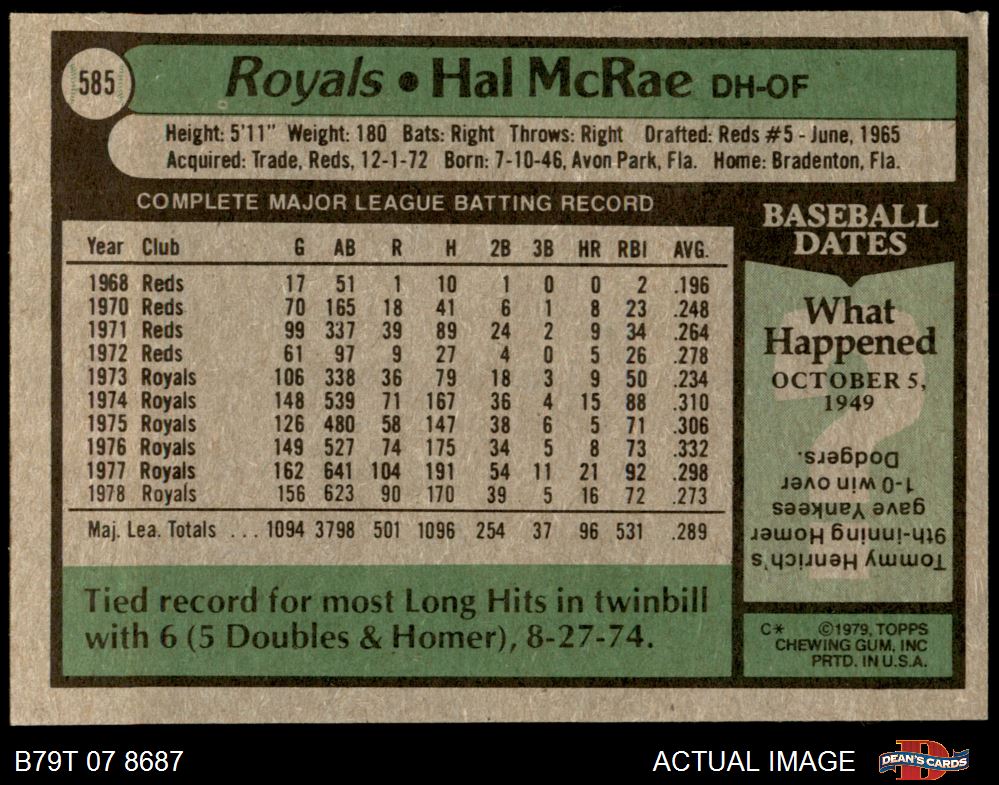 585
Royals • Hal McRae DH-OF
Height: 5'11" Weight: 180 Bats: Right Throws: Right Drafted: Reds #5 - June, 1965
Acquired: Trade, Reds, 12-1-72 Born: 7-10-46, Avon Park, Fla. Home: Bradenton, Fla.
COMPLETE MAJOR LEAGUE BATTING RECORD
Year Club G AB R H 2B 3B HR RBI AVG.
1968 Reds 17 51 1 10 1 0 0 2 .196
1970 Reds 70 165 18 41 6 1 8 23 .248
1971 Reds 99 337 39 89 24 2 9 34 .264
1972 Reds 61 97 9 27 4 0 5 26 .278
1973 Royals 106 338 36 79 18 3 9 50 .234
1974 Royals 148 539 71 167 36 4 15 88 .310
1975 Royals 126 480 58 147 38 6 5 71 .306
1976 Royals 149 527 74 175 34 5 8 73 .332
1977 Royals 162 641 104 191 54 11 21 92 .298
1978 Royals 156 623 90 170 39 5 16 72 .273
Maj. Lea. Totals ... 1094 3798 501 1096 254 37 96 531 .289
Tied record for most Long Hits in twinbill
with 6 (5 Doubles & Homer), 8-27-74.
BASEBALL
DATES
What
Happened
OCTOBER 5,
1949
Tommy Henrich's
9th-inning Homer
gave Yankees
1-0 win over
Dodgers.
C* ©1979, TOPPS
CHEWING GUM, INC
PRTD. IN U.S.A.
B79T 07 8687
ACTUAL IMAGE
D
DEAN'S CARDS